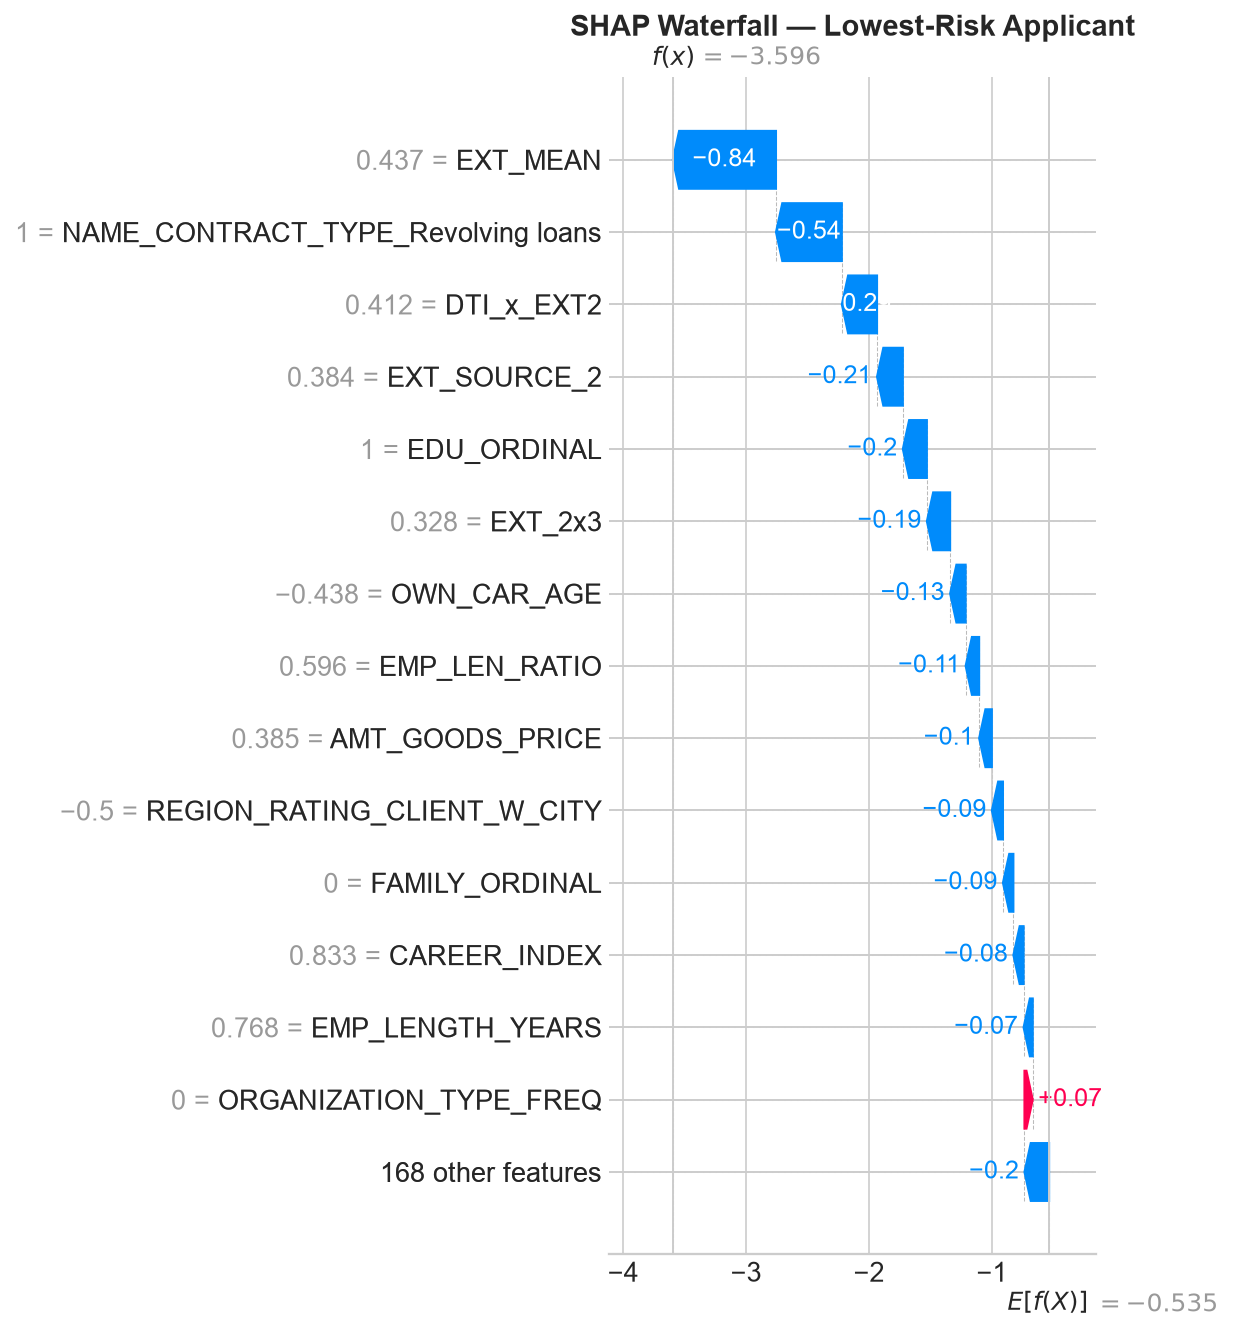 SHAP Waterfall — Lowest-Risk Applicant
f(x) = −3.596
0.437 = EXT_MEAN
−0.84
1 = NAME_CONTRACT_TYPE_Revolving loans
−0.54
0.412 = DTI_x_EXT2
0.2
0.384 = EXT_SOURCE_2
−0.21
1 = EDU_ORDINAL
−0.2
0.328 = EXT_2x3
−0.19
−0.438 = OWN_CAR_AGE
−0.13
0.596 = EMP_LEN_RATIO
−0.11
0.385 = AMT_GOODS_PRICE
−0.1
−0.5 = REGION_RATING_CLIENT_W_CITY
−0.09
0 = FAMILY_ORDINAL
−0.09
0.833 = CAREER_INDEX
−0.08
0.768 = EMP_LENGTH_YEARS
−0.07
0 = ORGANIZATION_TYPE_FREQ
+0.07
168 other features
−0.2
−4 −3 −2 −1
E[f(X)] = −0.535